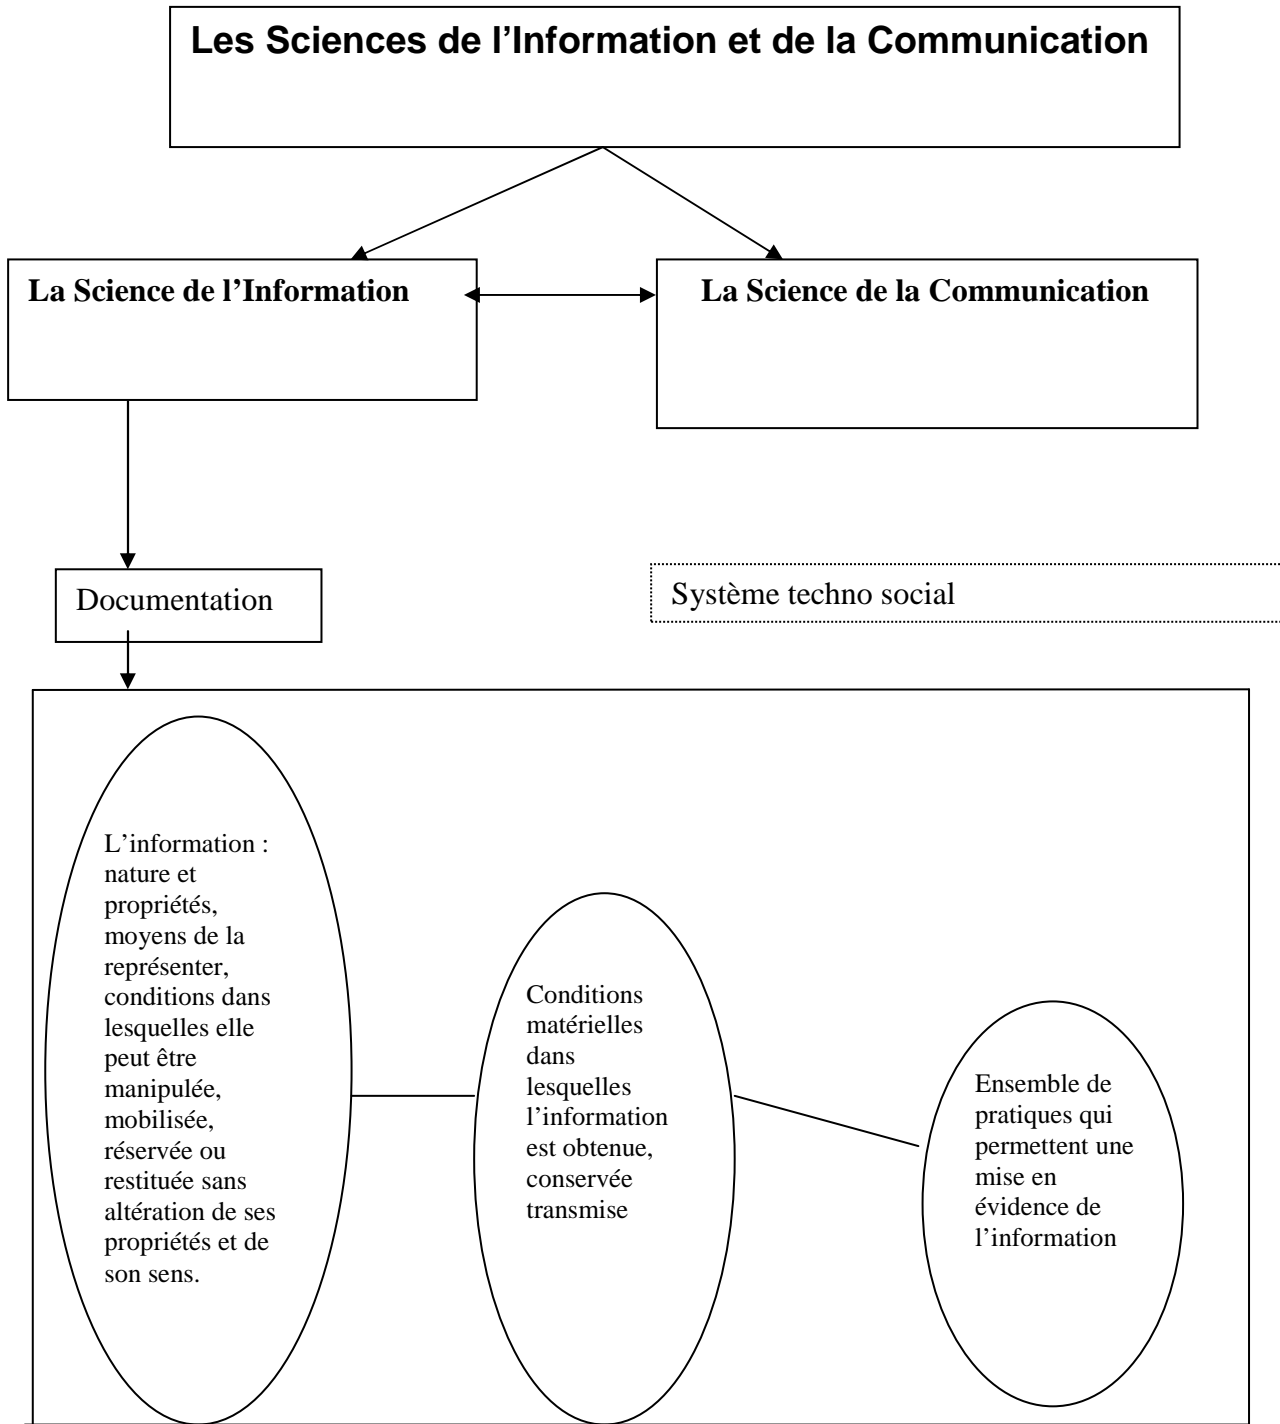 Les Sciences de l’Information et de la Communication
La Science de l’Information
La Science de la Communication
Documentation
Système techno social
L’information :
nature et
propriétés,
moyens de la
représenter,
conditions dans
lesquelles elle
peut être
manipulée,
mobilisée,
réservée ou
restituée sans
altération de ses
propriétés et de
son sens.
Conditions
matérielles
dans
lesquelles
l’information
est obtenue,
conservée
transmise
Ensemble de
pratiques qui
permettent une
mise en
évidence de
l’information